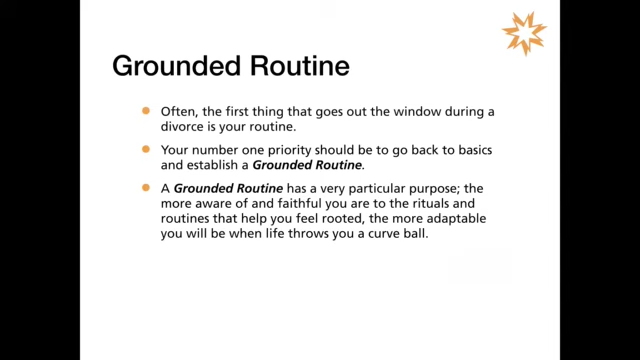 Grounded Routine
Often, the first thing that goes out the window during a
divorce is your routine.
Your number one priority should be to go back to basics
and establish a Grounded Routine.
A Grounded Routine has a very particular purpose; the
more aware of and faithful you are to the rituals and
routines that help you feel rooted, the more adaptable
you will be when life throws you a curve ball.